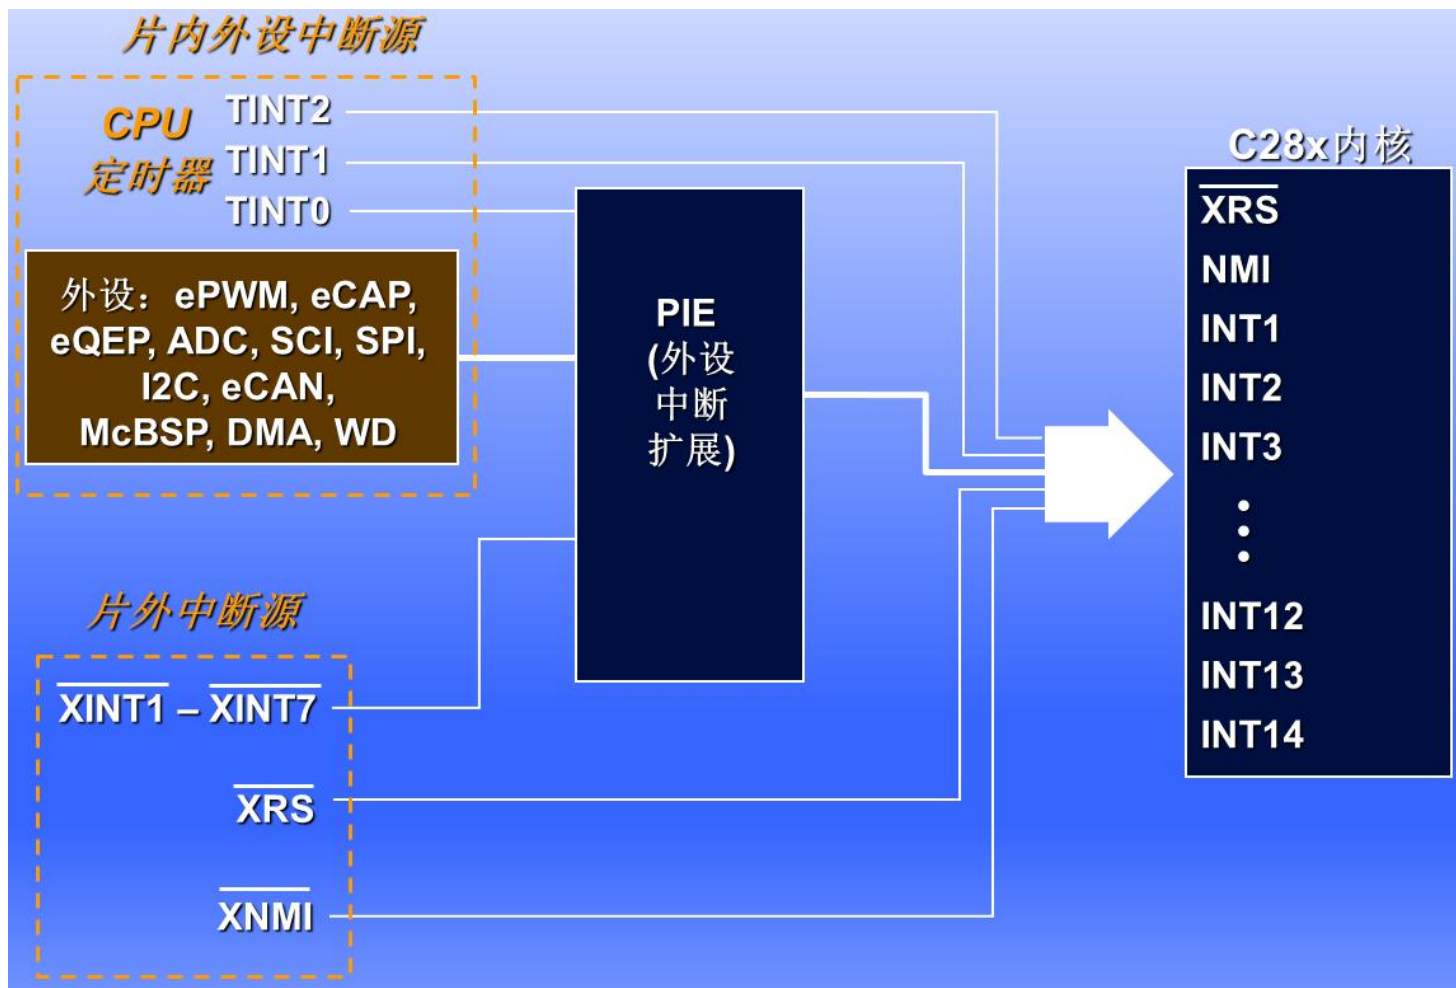 片内外设中断源
CPU
定时器
TINT2
TINT1
TINT0
外设：ePWM, eCAP,
eQEP, ADC, SCI, SPI,
I2C, eCAN,
McBSP, DMA, WD
片外中断源
XINT1 – XINT7
XRS
XNMI
PIE
(外设
中断
扩展)
C28x内核
XRS
NMI
INT1
INT2
INT3
INT12
INT13
INT14